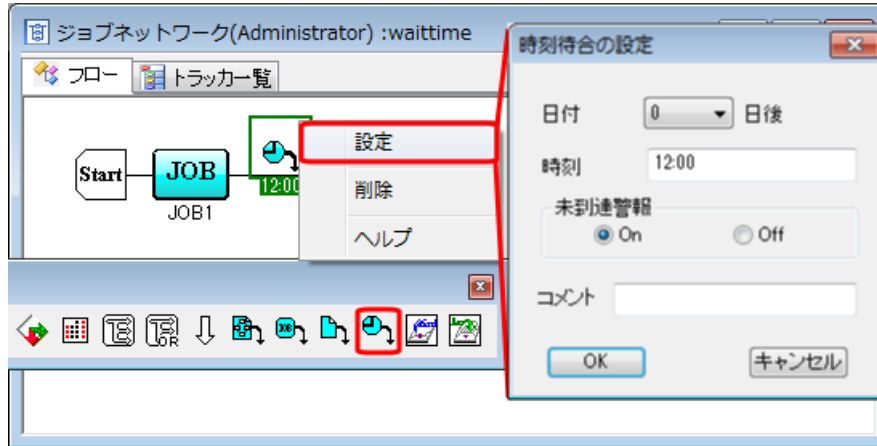 ジョブネットワーク(Administrator) :waittime
フロー
トラッカ一覧
Start
JOB
JOB1
12:00
設定
削除
ヘルプ
OR
時刻待合の設定
日付 0 日後
時刻 12:00
未到達警報
On Off
コメント
OK キャンセル